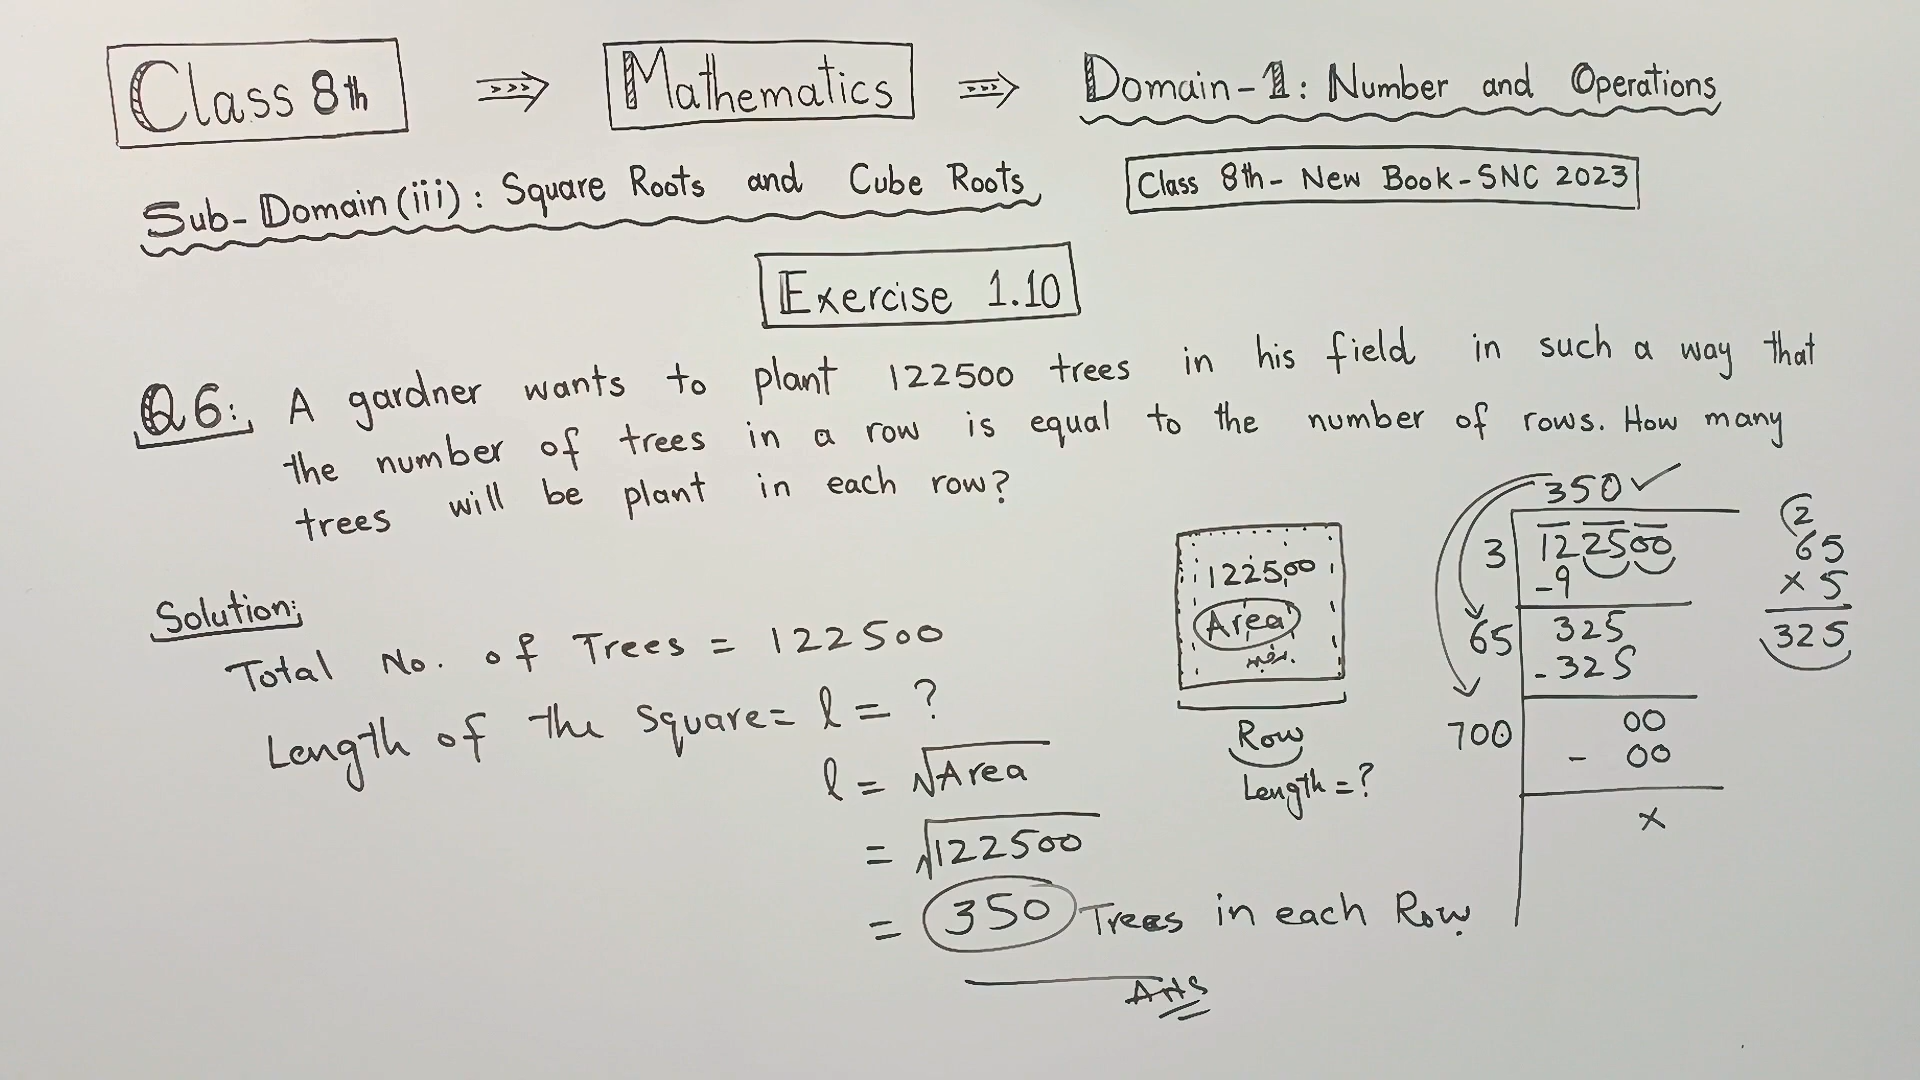 Class 8th ⇒ Mathematics ⇒ Domain-1: Number and Operations
Sub-Domain (iii): Square Roots and Cube Roots
Class 8th - New Book - SNC 2023
Exercise 1.10
Q6: A gardner wants to plant 122500 trees in his field in such a way that
the number of trees in a row is equal to the number of rows. How many
trees will be plant in each row?
Solution:
Total No. of Trees = 122500
Length of the square = l = ?
l = √Area
= √122500
= 350 Trees in each Row.
Ans
122500
Area
Row
Length = ?
350 ✓
3 122500
-9
65 325
-325
700 00
- 00
x
2
65
× 5
325